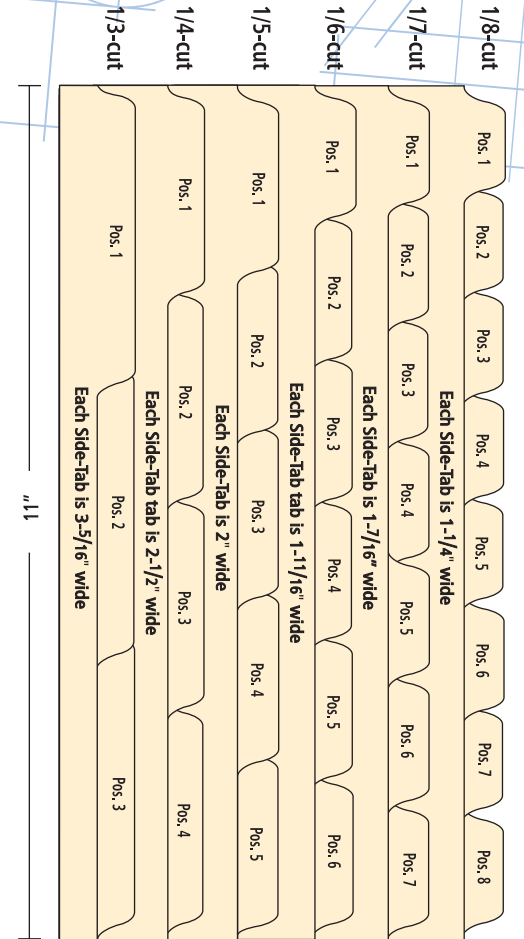 1/8-cut
Pos. 1
Pos. 2
Pos. 3
Pos. 4
Pos. 5
Pos. 6
Pos. 7
Pos. 8
Each Side-Tab is 1-1/4" wide
1/7-cut
Pos. 1
Pos. 2
Pos. 3
Pos. 4
Pos. 5
Pos. 6
Pos. 7
Each Side-Tab is 1-7/16" wide
1/6-cut
Pos. 1
Pos. 2
Pos. 3
Pos. 4
Pos. 5
Pos. 6
Each Side-Tab tab is 1-11/16" wide
1/5-cut
Pos. 1
Pos. 2
Pos. 3
Pos. 4
Pos. 5
Each Side-Tab is 2" wide
1/4-cut
Pos. 1
Pos. 2
Pos. 3
Pos. 4
Each Side-Tab tab is 2-1/2" wide
1/3-cut
Pos. 1
Pos. 2
Pos. 3
Each Side-Tab is 3-5/16" wide
11"